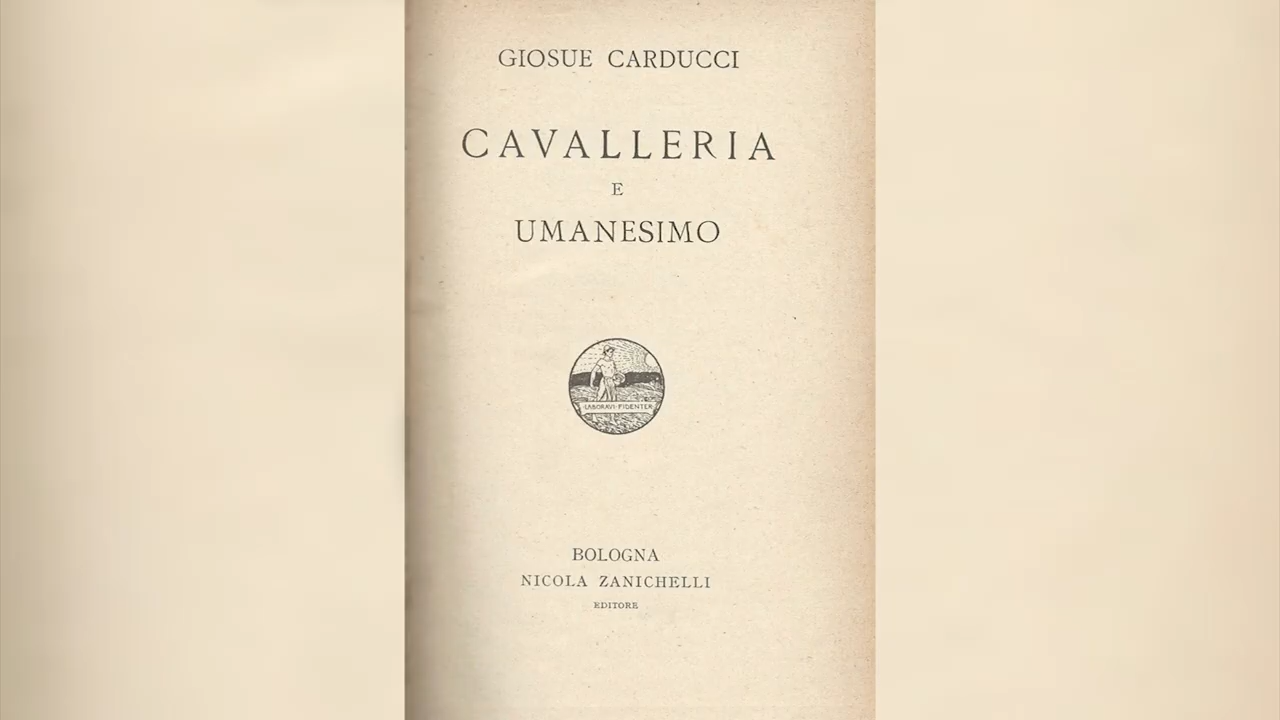 GIOSUE CARDUCCI
CAVALLERIA
E
UMANESIMO
LABORAVI · FIDENTER
BOLOGNA
NICOLA ZANICHELLI
EDITORE